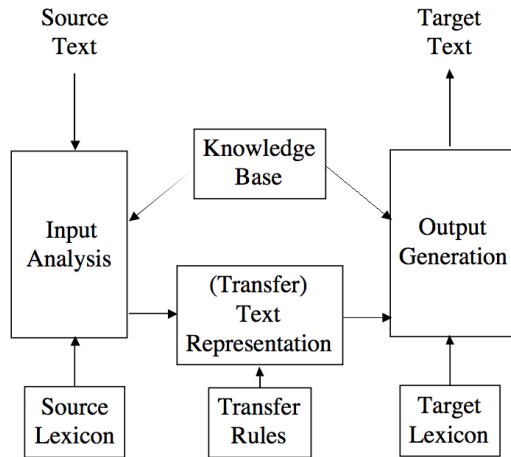 Source
Text
Target
Text
Knowledge
Base
Input
Analysis
Output
Generation
(Transfer)
Text
Representation
Source
Lexicon
Transfer
Rules
Target
Lexicon